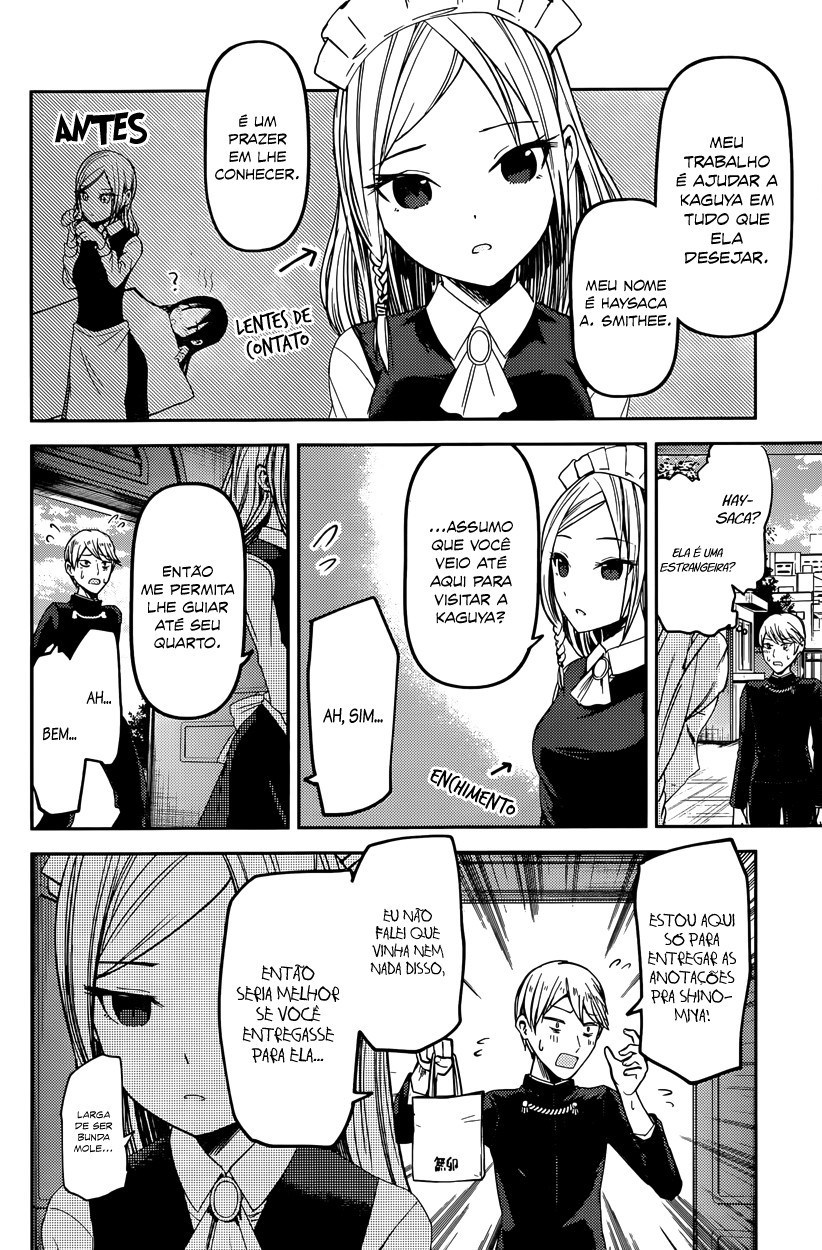 MEU
TRABALHO
É AJUDAR A
KAGUYA EM
TUDO QUE
ELA
DESEJAR.
MEU NOME
É HAYSACA
A. SMITHEE.
É UM
PRAZER
EM LHE
CONHECER.
ANTES
?
LENTES DE
CONTATO
HAY-
SACA?
ELA É UMA
ESTRANGEIRA?
...ASSUMO
QUE VOCÊ
VEIO ATÉ
AQUI PARA
VISITAR A
KAGUYA?
AH, SIM...
ENCHIMENTO
ENTÃO
ME PERMITA
LHE GUIAR
ATÉ SEU
QUARTO.
AH...
BEM...
ESTOU AQUI
SÓ PARA
ENTREGAR AS
ANOTAÇÕES
PRA SHINO-
MIYA!
EU NÃO
FALEI QUE
VINHA NEM
NADA DISSO,
ENTÃO
SERIA MELHOR
SE VOCÊ
ENTREGASSE
PARA ELA...
無卵
LARGA
DE SER
BUNDA
MOLE...